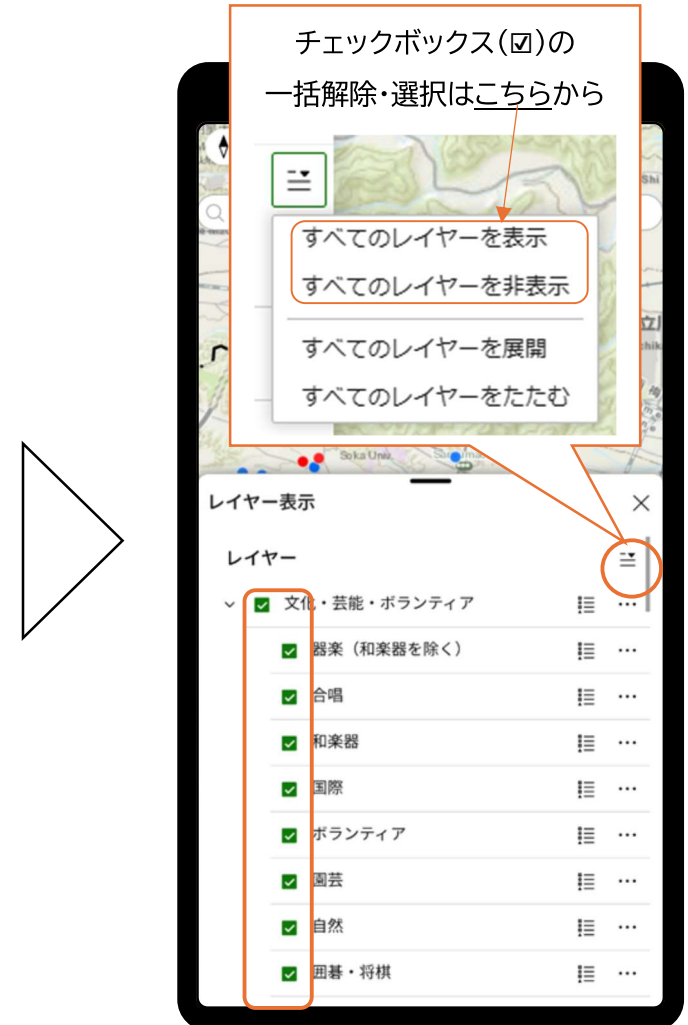 チェックボックス(☑)の
一括解除・選択はこちらから
すべてのレイヤーを表示
すべてのレイヤーを非表示
すべてのレイヤーを展開
すべてのレイヤーをたたむ
Shi
立川
Soka Univ.
レイヤー表示
レイヤー
文化・芸能・ボランティア
器楽(和楽器を除く)
合唱
和楽器
国際
ボランティア
園芸
自然
囲碁・将棋